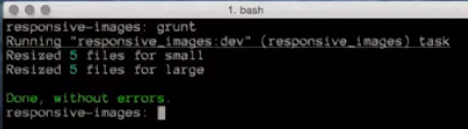 1. bash
responsive-images: grunt
Running "responsive_images:dev" (responsive_images) task
Resized 5 files for small
Resized 5 files for large
Done, without errors.
responsive-images: